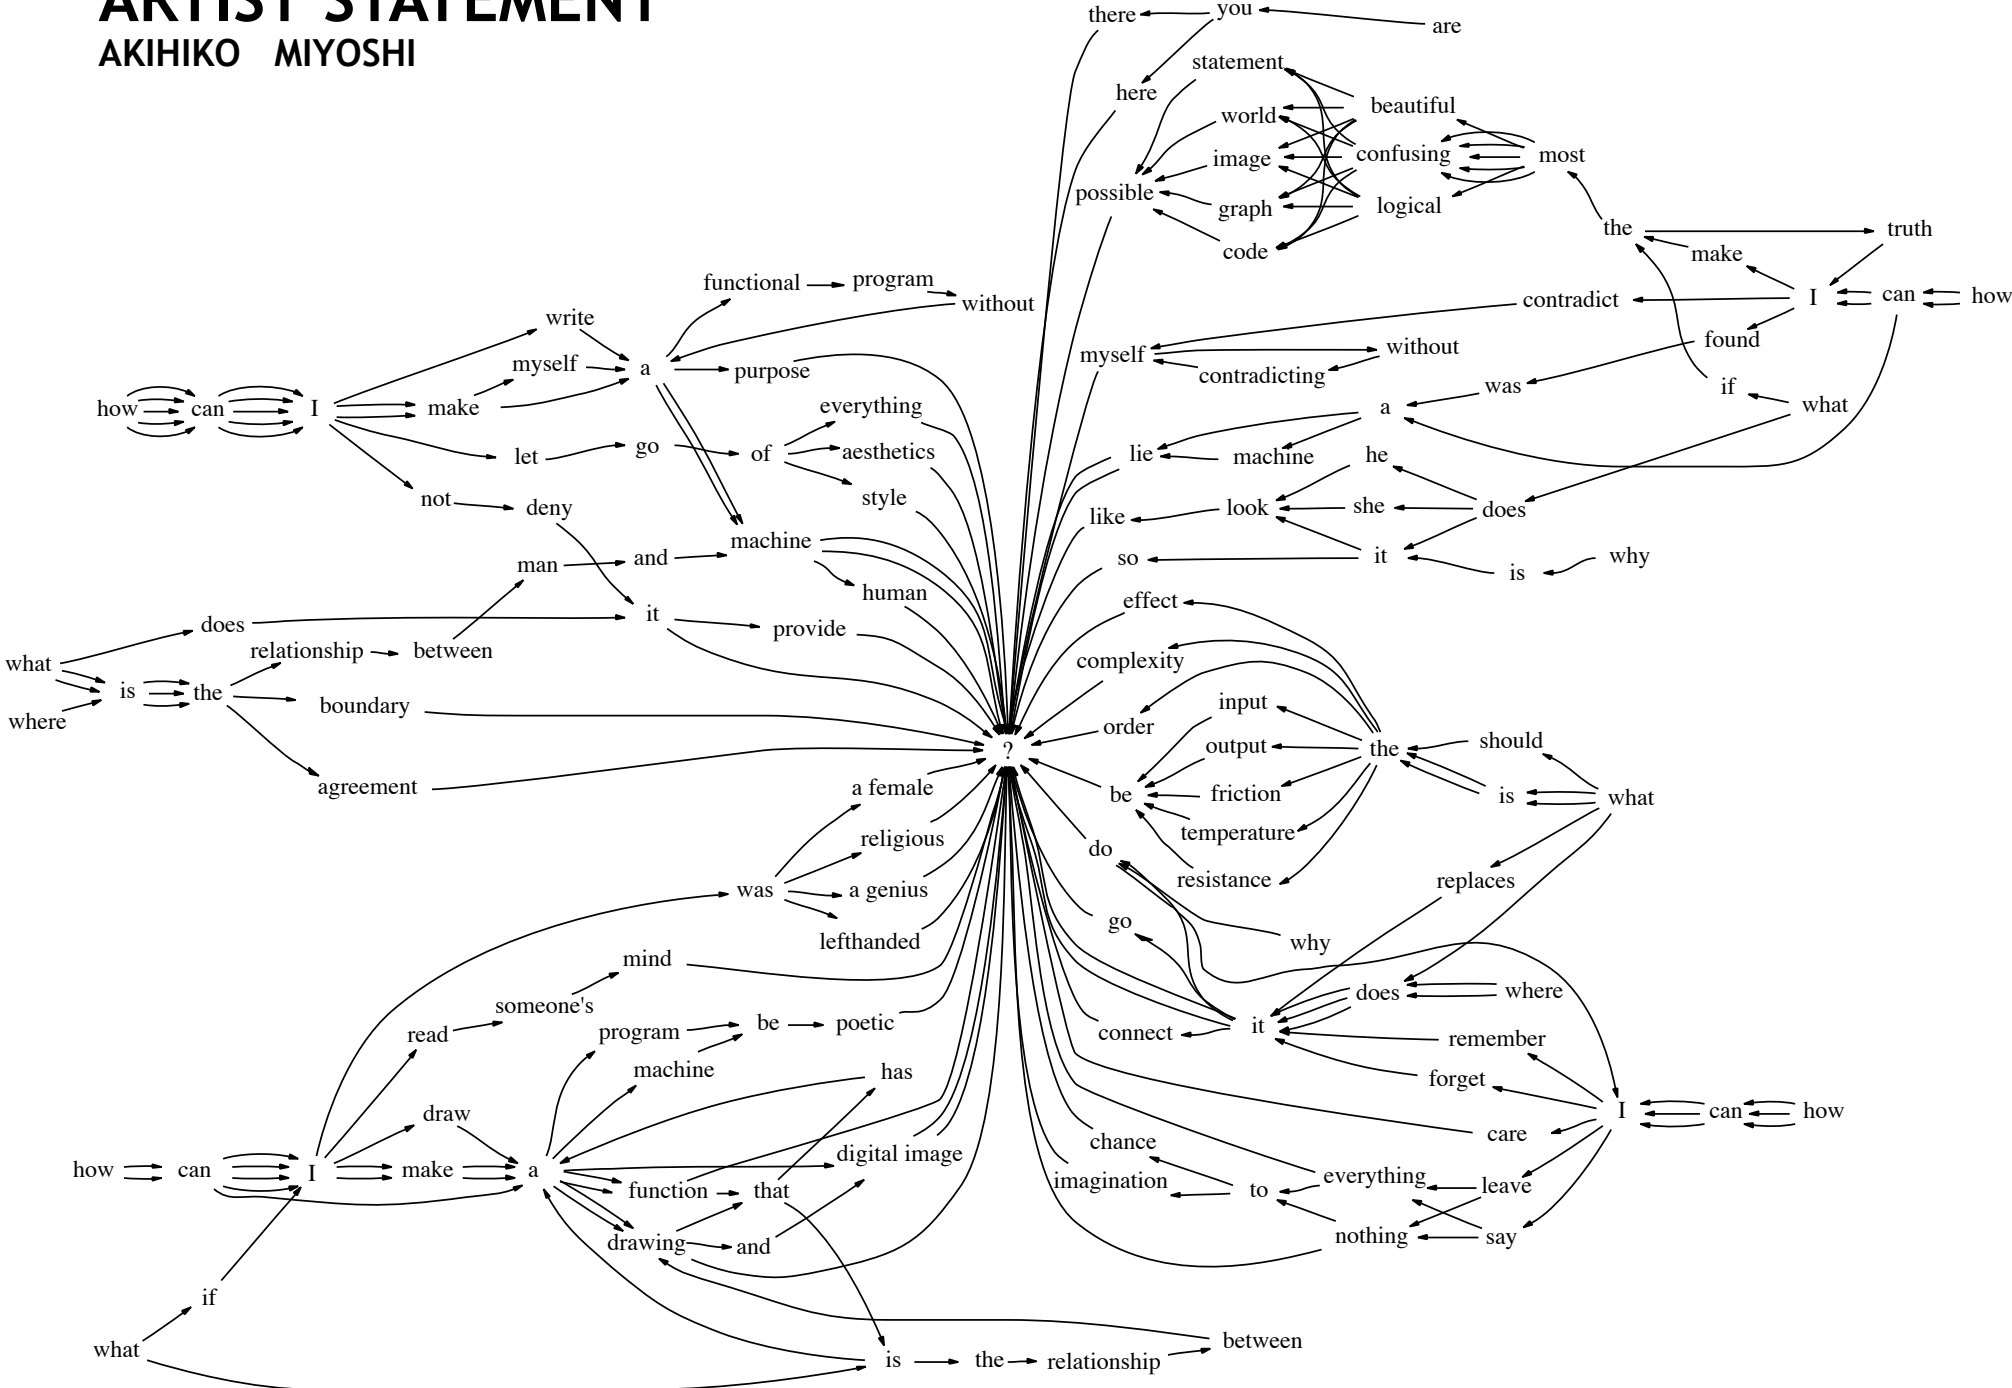 ARTIST STATEMENT
AKIHIKO MIYOSHI
there
you
are
here
statement
world
image
graph
code
possible
beautiful
confusing
logical
most
the
truth
make
I
can
how
contradict
found
myself
without
contradicting
was
if
what
a
lie
machine
he
she
it
look
like
does
so
is
why
functional
program
without
write
myself
a
purpose
how
can
I
make
let
go
of
everything
aesthetics
style
not
deny
machine
man
and
human
does
it
provide
relationship
between
what
is
the
where
boundary
agreement
?
effect
complexity
order
input
output
friction
temperature
resistance
be
the
should
is
what
do
replaces
go
why
does
where
it
connect
remember
forget
I
can
how
care
chance
imagination
to
everything
leave
nothing
say
a female
religious
was
a genius
lefthanded
mind
someone's
read
program
be
poetic
machine
has
draw
how
can
I
make
a
digital image
function
that
drawing
and
if
what
is
the
relationship
between